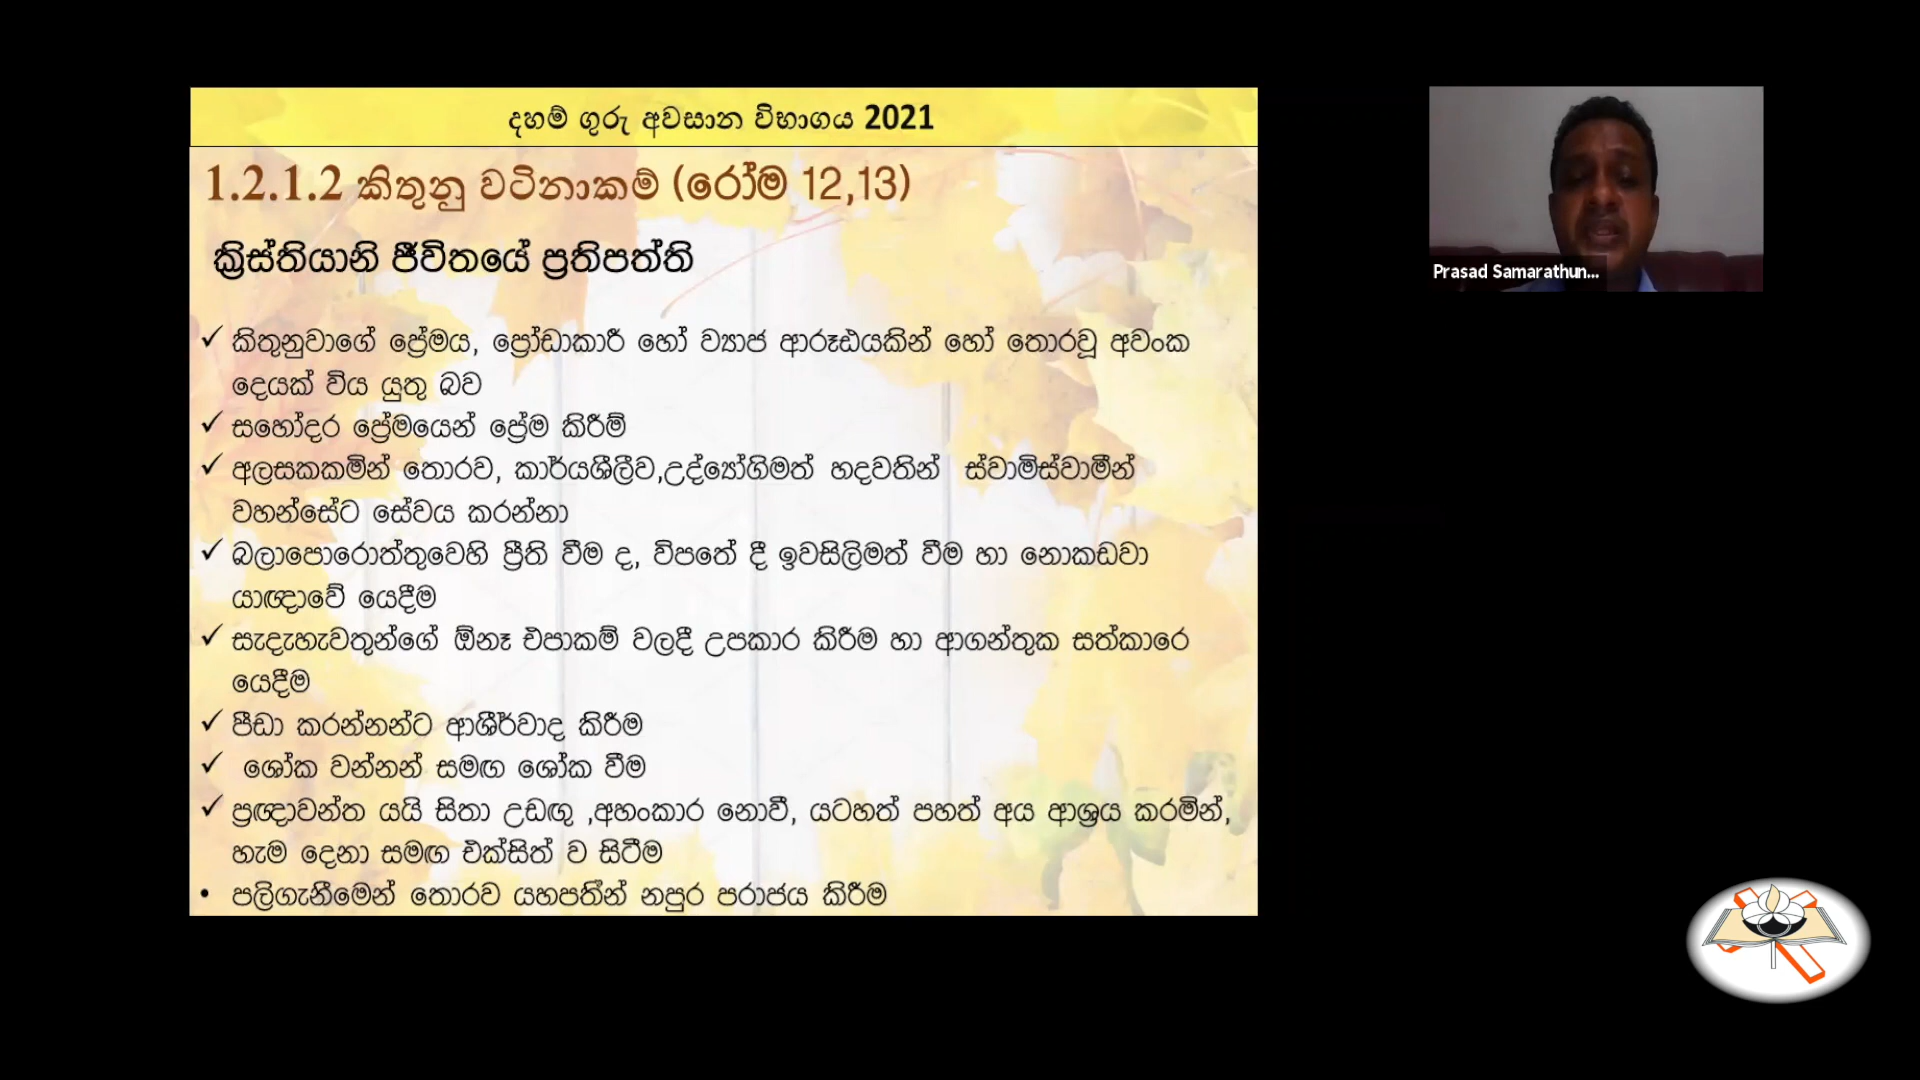 දහම් ගුරු අවසාන විභාගය 2021
1.2.1.2 කිතුනු වටිනාකම් (රෝම 12,13)
ක්‍රිස්තියානි ජීවිතයේ ප්‍රතිපත්ති
✓ කිතුනුවාගේ ප්‍රේමය, ප්‍රෝඩාකාරී හෝ ව්‍යාජ ආරූඪයකින් හෝ තොරවූ අවංක
දෙයක් විය යුතු බව
✓ සහෝදර ප්‍රේමයෙන් ප්‍රේම කිරීම්
✓ අලසකකමින් තොරව, කාර්යශීලීව,උද්‍යෝගිමත් හදවතින් ස්වාමිස්වාමීන්
වහන්සේට සේවය කරන්නා
✓ බලාපොරොත්තුවෙහි ප්‍රීති වීම ද, විපතේ දී ඉවසිලිමත් වීම හා නොකඩවා
යාඥාවේ යෙදීම
✓ සැදැහැවතුන්ගේ ඕනෑ එපාකම් වලදී උපකාර කිරීම හා ආගන්තුක සත්කාරෙ
යෙදීම
✓ පීඩා කරන්නන්ට ආශීර්වාද කිරීම
✓ ශෝක වන්නන් සමඟ ශෝක වීම
✓ ප්‍රඥාවන්ත යයි සිතා උඩඟු ,අහංකාර නොවී, යටහත් පහත් අය ආශ්‍රය කරමින්,
හැම දෙනා සමඟ එක්සිත් ව සිටීම
• පලිගැනීමෙන් තොරව යහපතින් නපුර පරාජය කිරීම
Prasad Samarathun...